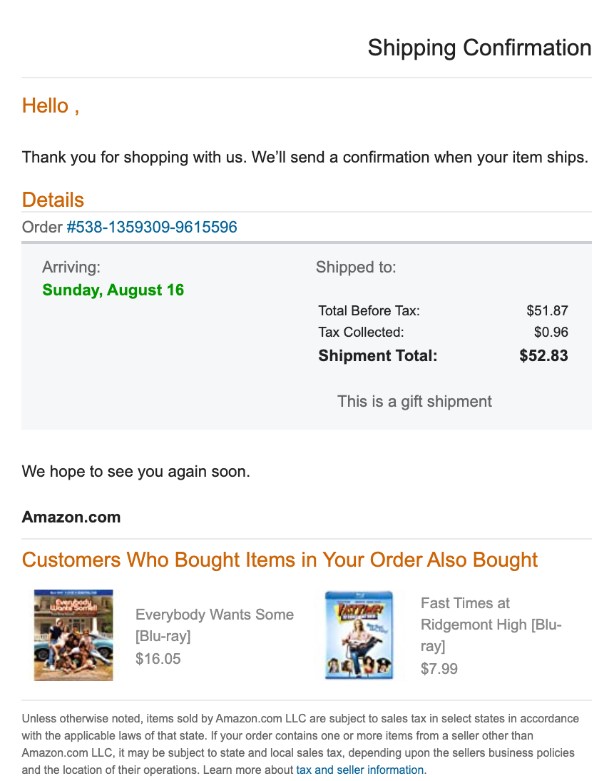 Shipping Confirmation
Hello ,
Thank you for shopping with us. We’ll send a confirmation when your item ships.
Details
Order #538-1359309-9615596
Arriving:
Sunday, August 16
Shipped to:
Total Before Tax: $51.87
Tax Collected: $0.96
Shipment Total: $52.83
This is a gift shipment
We hope to see you again soon.
Amazon.com
Customers Who Bought Items in Your Order Also Bought
Everybody Wants Some
[Blu-ray]
$16.05
Fast Times at
Ridgemont High [Blu-
ray]
$7.99
Unless otherwise noted, items sold by Amazon.com LLC are subject to sales tax in select states in accordance
with the applicable laws of that state. If your order contains one or more items from a seller other than
Amazon.com LLC, it may be subject to state and local sales tax, depending upon the sellers business policies
and the location of their operations. Learn more about tax and seller information.